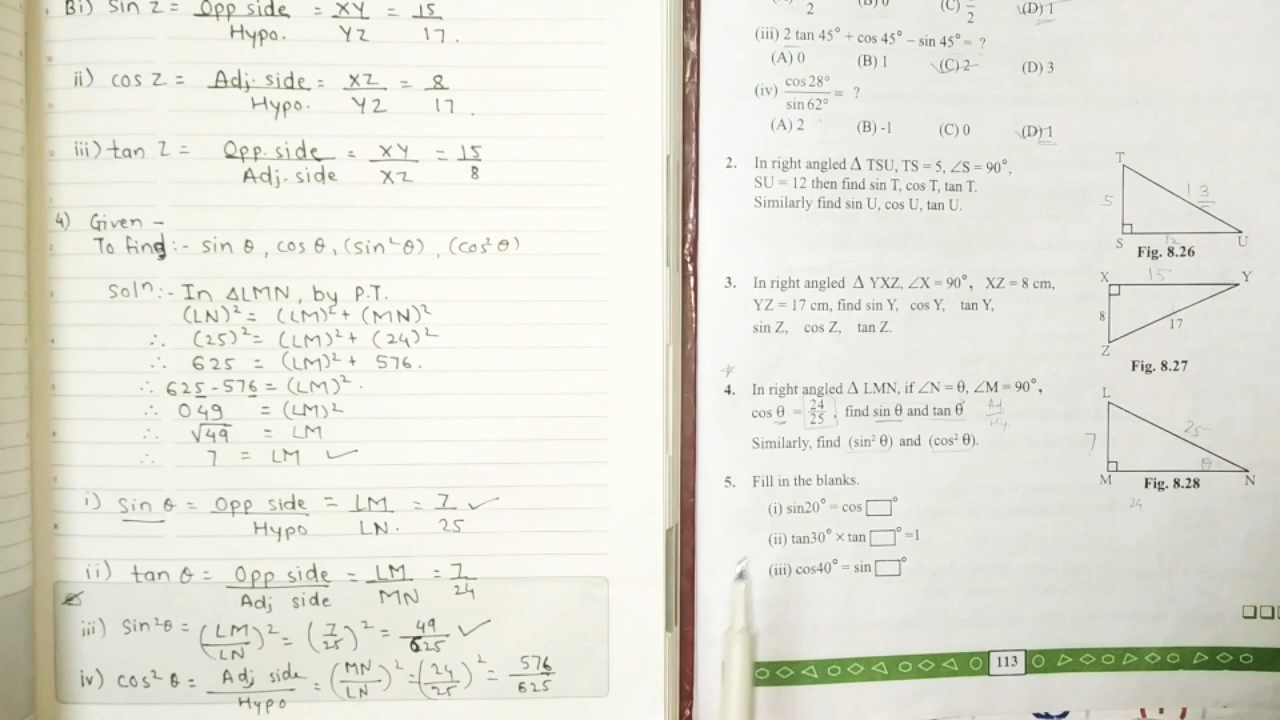 Bi) Sin Z = Opp side / Hypo. = XY / YZ = 15 / 17.
ii) cos Z = Adj. side / Hypo. = XZ / YZ = 8 / 17.
iii) tan Z = Opp. side / Adj. side = XY / XZ = 15 / 8
4) Given -
To find :- sin θ, cos θ, (sin²θ), (cos²θ)
Solⁿ:- In ΔLMN, by P.T.
(LN)² = (LM)² + (MN)²
∴ (25)² = (LM)² + (24)²
∴ 625 = (LM)² + 576.
∴ 625 - 576 = (LM)².
∴ 049 = (LM)²
∴ √49 = LM
∴ 7 = LM ✓
i) sin θ = Opp side / Hypo = LM / LN. = 7 / 25 ✓
ii) tan θ = Opp side / Adj side = LM / MN = 7 / 24
iii) Sin²θ = (LM / LN)² = (7 / 25)² = 49 / 625 ✓
iv) cos² θ = Adj side / Hypo = (MN / LN)² = (24 / 25)² = 576 / 625
2 (B) 0 (C) 2 (D) 1
(iii) 2 tan 45° + cos 45° – sin 45° = ?
(A) 0 (B) 1 (C) 2 (D) 3
(iv) cos 28° / sin 62° = ?
(A) 2 (B) -1 (C) 0 (D) 1
2. In right angled Δ TSU, TS = 5, ∠S = 90°,
SU = 12 then find sin T, cos T, tan T.
Similarly find sin U, cos U, tan U.
T
5 13
S 12 U
Fig. 8.26
3. In right angled Δ YXZ, ∠X = 90°, XZ = 8 cm,
YZ = 17 cm, find sin Y, cos Y, tan Y,
sin Z, cos Z, tan Z.
X 15 Y
8 17
Z
Fig. 8.27
4. In right angled Δ LMN, if ∠N = θ, ∠M = 90°,
cos θ = 24 / 25, find sin θ and tan θ Ad / Hy.
Similarly, find (sin² θ) and (cos² θ).
L
7 25
θ
M Fig. 8.28 N
24
5. Fill in the blanks.
(i) sin20° = cos □°
(ii) tan30° × tan □° =1
(iii) cos40° = sin □°
113